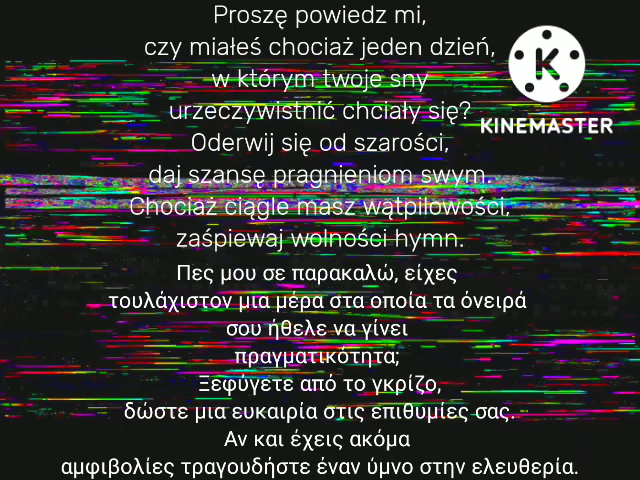 Proszę powiedz mi,
czy miałeś chociaż jeden dzień,
w którym twoje sny
urzeczywistnić chciały się?
Oderwij się od szarości,
daj szansę pragnieniom swym.
Chociaż ciągle masz wątpilowości,
zaśpiewaj wolności hymn.
K
KINEMASTER
Πες μου σε παρακαλώ, είχες
τουλάχιστον μια μέρα στα οποία τα όνειρά
σου ήθελε να γίνει
πραγματικότητα;
Ξεφύγετε από το γκρίζο,
δώστε μια ευκαιρία στις επιθυμίες σας.
Αν και έχεις ακόμα
αμφιβολίες τραγουδήστε έναν ύμνο στην ελευθερία.